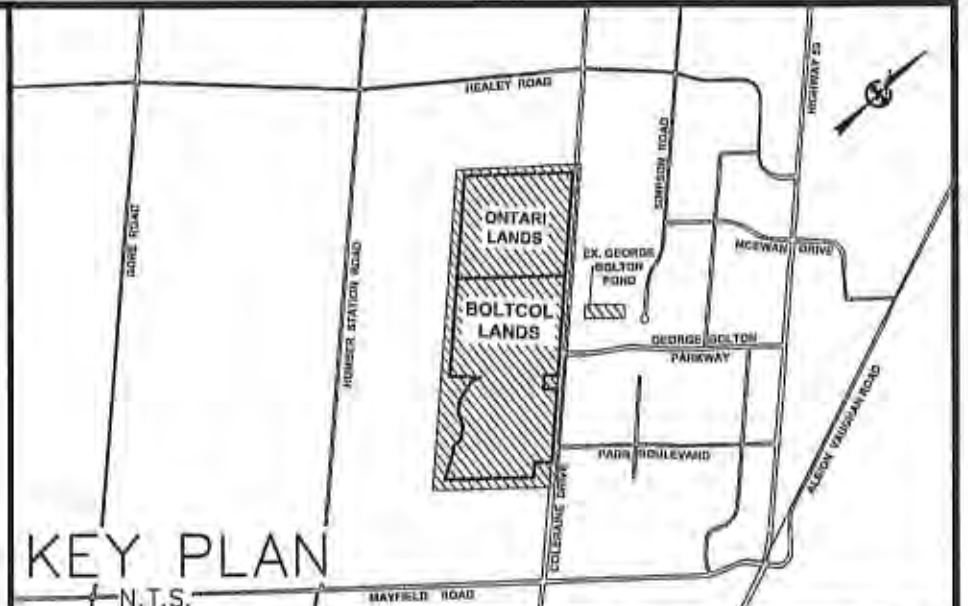 HEALEY ROAD
HIGHWAY 50
SIMPSON ROAD
GORE ROAD
HUMBER STATION ROAD
ONTARI
LANDS
EX. GEORGE
BOLTON
POND
MCEWAN DRIVE
BOLTCOL
LANDS
GEORGE BOLTON
PARKWAY
ALBION VAUGHAN ROAD
PARR BOULEVARD
COLERAINE DRIVE
KEY PLAN
N.T.S.
MAYFIELD ROAD